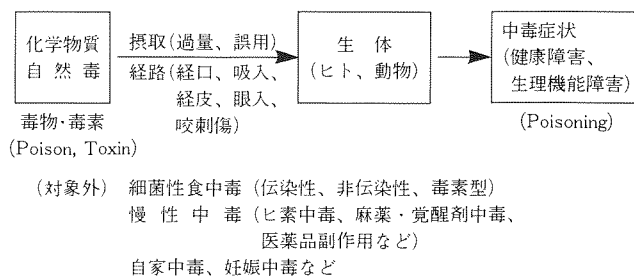 化学物質
自然毒
毒物・毒素
(Poison, Toxin)
摂取(過量、誤用)
経路(経口、吸入、
経皮、眼入、
咬刺傷)
生体
(ヒト、動物)
中毒症状
(健康障害、
生理機能障害)
(Poisoning)
(対象外) 細菌性食中毒 (伝染性、非伝染性、毒素型)
慢性中毒 (ヒ素中毒、麻薬・覚醒剤中毒、
医薬品副作用など)
自家中毒、妊娠中毒など